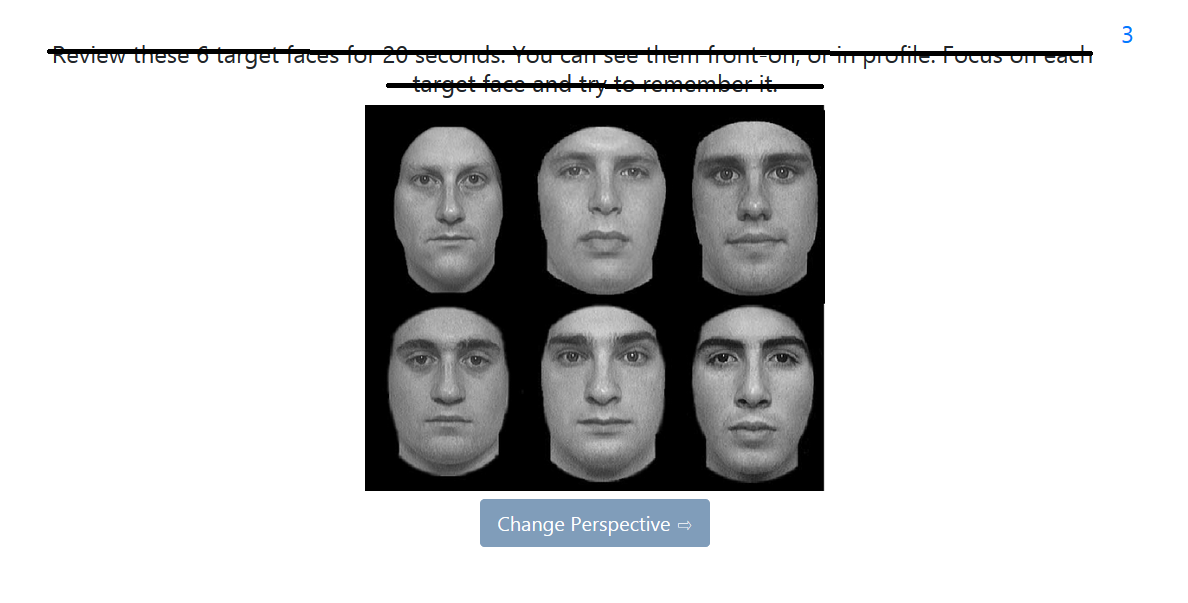 3
Review these 6 target faces for 20 seconds. You can see them front-on, or in profile. Focus on each
target face and try to remember it.
Change Perspective ⇨